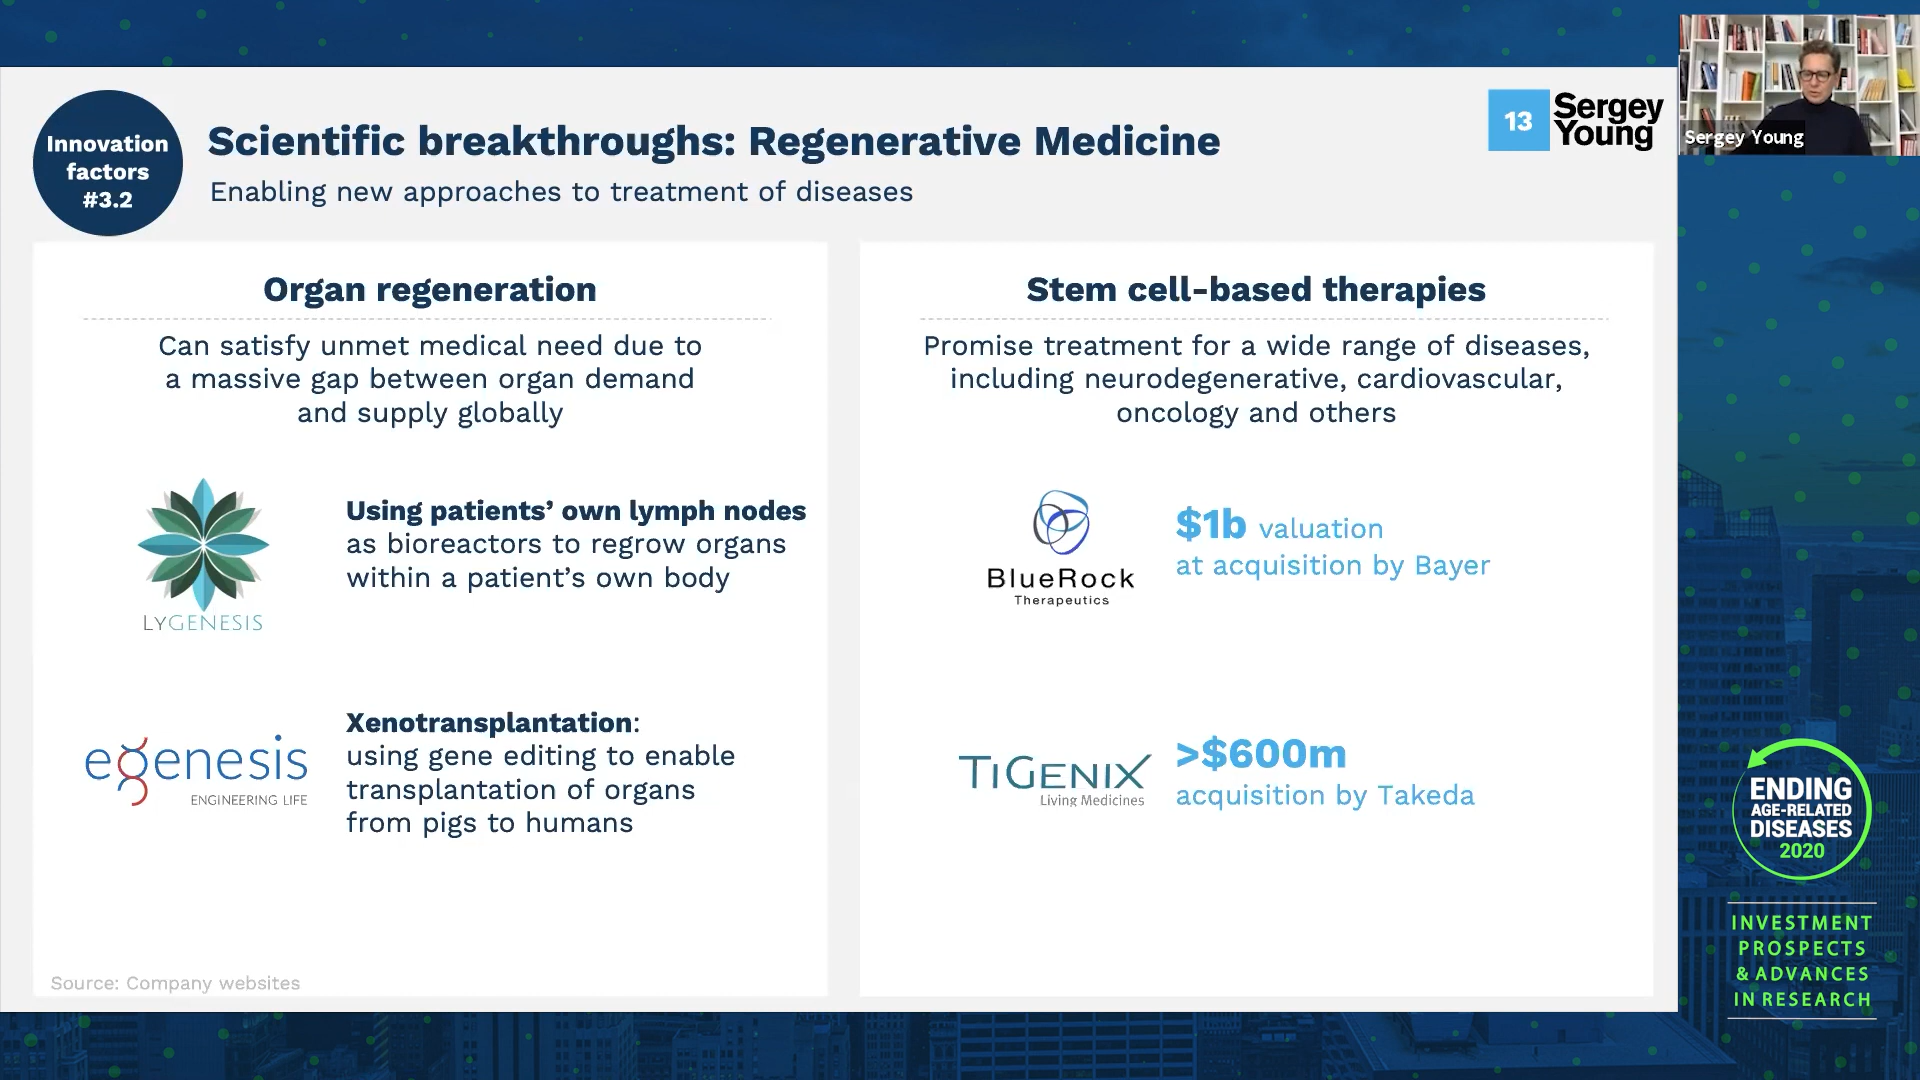 Innovation
factors
#3.2
Scientific breakthroughs: Regenerative Medicine
Enabling new approaches to treatment of diseases
13
Sergey
Young
Sergey Young
Organ regeneration
Can satisfy unmet medical need due to
a massive gap between organ demand
and supply globally
LYGENESIS
Using patients’ own lymph nodes
as bioreactors to regrow organs
within a patient’s own body
egenesis
ENGINEERING LIFE
Xenotransplantation:
using gene editing to enable
transplantation of organs
from pigs to humans
Source: Company websites
Stem cell-based therapies
Promise treatment for a wide range of diseases,
including neurodegenerative, cardiovascular,
oncology and others
BlueRock
Therapeutics
$1b valuation
at acquisition by Bayer
TIGENIX
Living Medicines
>$600m
acquisition by Takeda
ENDING
AGE-RELATED
DISEASES
2020
INVESTMENT
PROSPECTS
& ADVANCES
IN RESEARCH